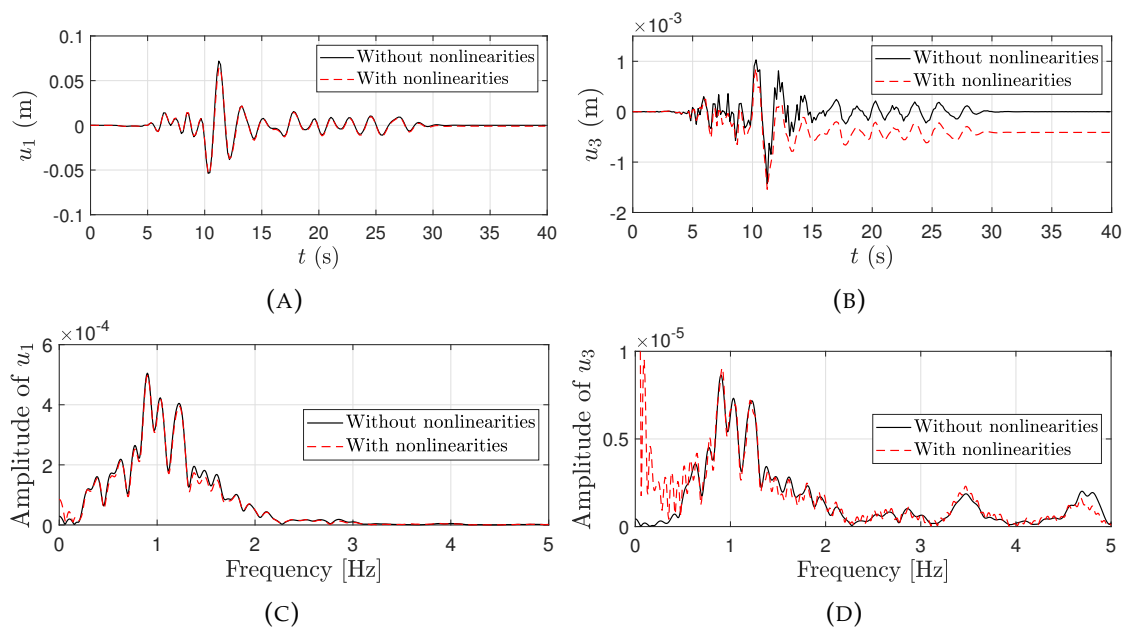 0.1
0.05
0
-0.05
-0.1
u₁ (m)
0 5 10 15 20 25 30 35 40
t (s)
Without nonlinearities
With nonlinearities
(A)
×10⁻³
1
0
-1
-2
u₃ (m)
0 5 10 15 20 25 30 35 40
t (s)
Without nonlinearities
With nonlinearities
(B)
×10⁻⁴
6
4
2
0
Amplitude of u₁
0 1 2 3 4 5
Frequency [Hz]
Without nonlinearities
With nonlinearities
(C)
×10⁻⁵
1
0.5
0
Amplitude of u₃
0 1 2 3 4 5
Frequency [Hz]
Without nonlinearities
With nonlinearities
(D)